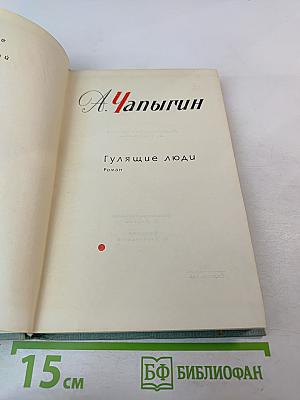 А. Чапыгин
Гулящие люди
Роман
15 см
БФ БИБЛИОФАН